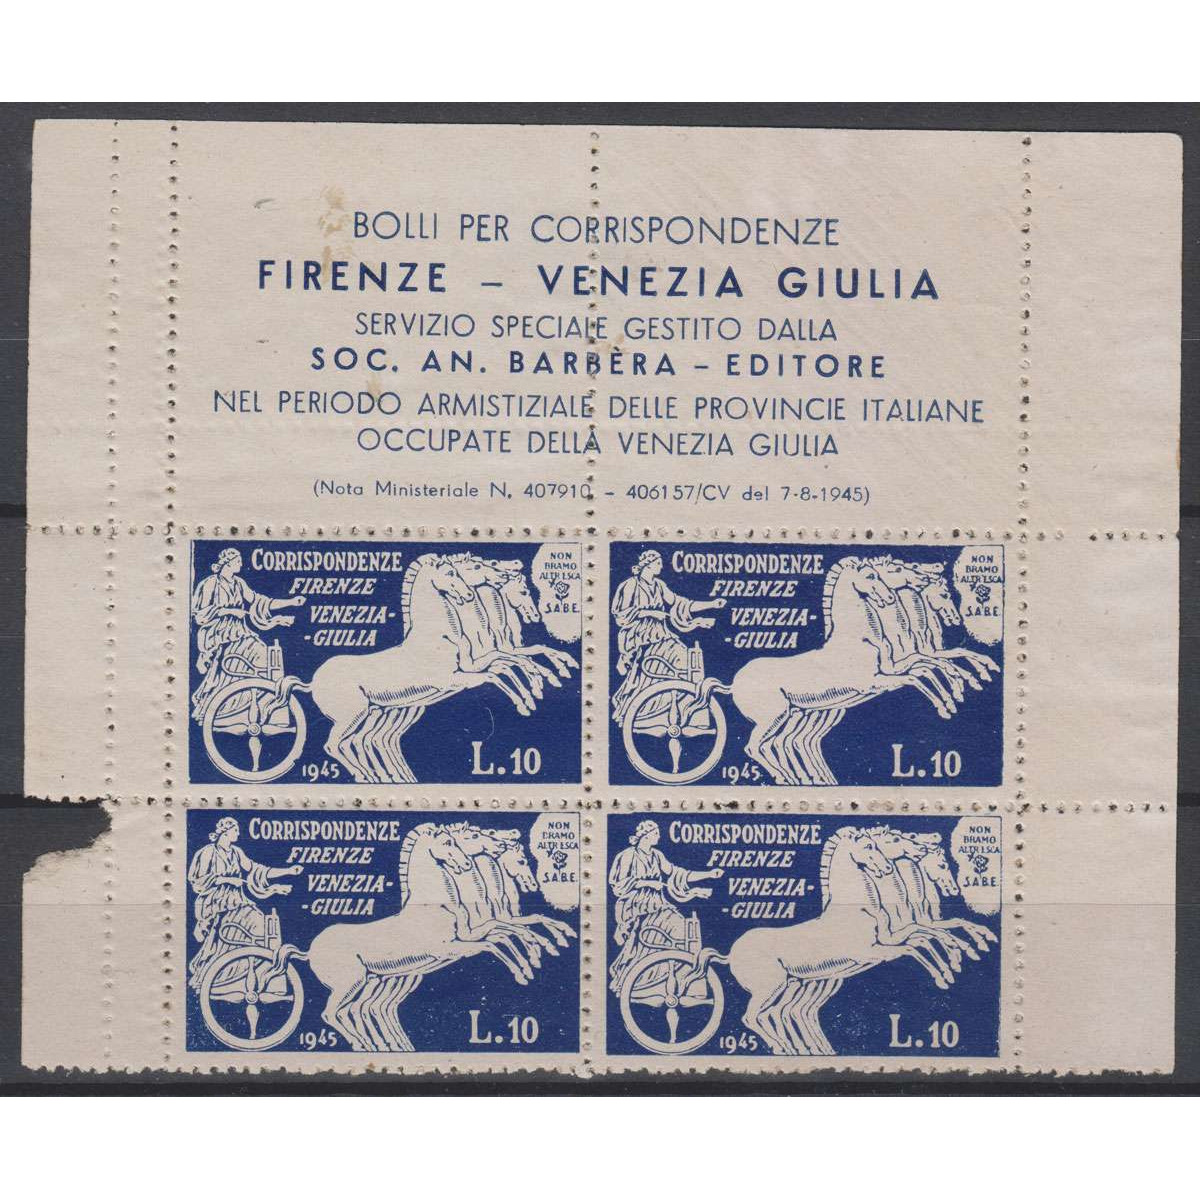 BOLLI PER CORRISPONDENZE
FIRENZE – VENEZIA GIULIA
SERVIZIO SPECIALE GESTITO DALLA
SOC. AN. BARBÈRA – EDITORE
NEL PERIODO ARMISTIZIALE DELLE PROVINCIE ITALIANE
OCCUPATE DELLA VENEZIA GIULIA
(Nota Ministeriale N. 407910 – 406157/CV del 7-8-1945)
CORRISPONDENZE
FIRENZE
VENEZIA-
-GIULIA
NON
BRAMO
ALTR'ESCA
S.A.B.E.
1945
L.10
CORRISPONDENZE
FIRENZE
VENEZIA-
-GIULIA
NON
BRAMO
ALTR'ESCA
S.A.B.E.
1945
L.10
CORRISPONDENZE
FIRENZE
VENEZIA-
-GIULIA
NON
BRAMO
ALTR'ESCA
S.A.B.E.
1945
L.10
CORRISPONDENZE
FIRENZE
VENEZIA-
-GIULIA
NON
BRAMO
ALTR'ESCA
S.A.B.E.
1945
L.10